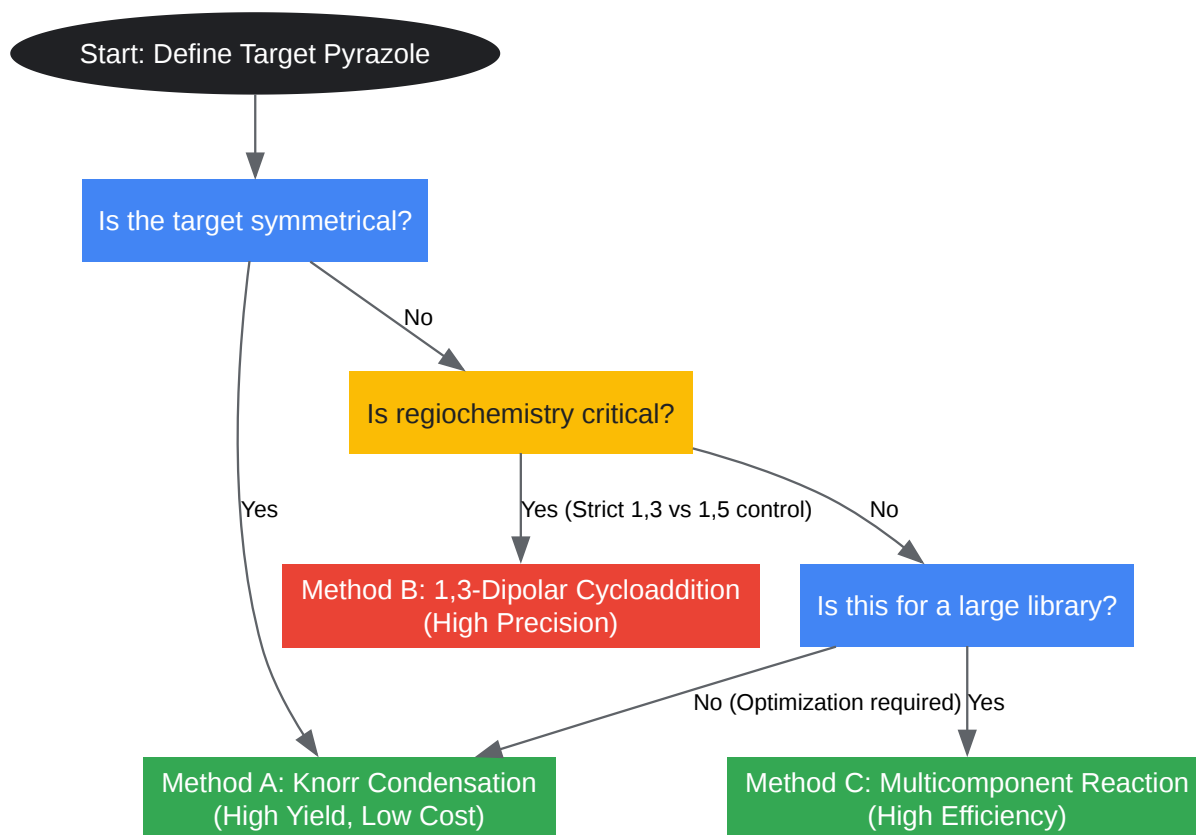 Start: Define Target Pyrazole
Is the target symmetrical?
No
Is regiochemistry critical?
Yes
Yes (Strict 1,3 vs 1,5 control)
No
Method B: 1,3-Dipolar Cycloaddition
(High Precision)
Is this for a large library?
No (Optimization required)
Yes
Method A: Knorr Condensation
(High Yield, Low Cost)
Method C: Multicomponent Reaction
(High Efficiency)